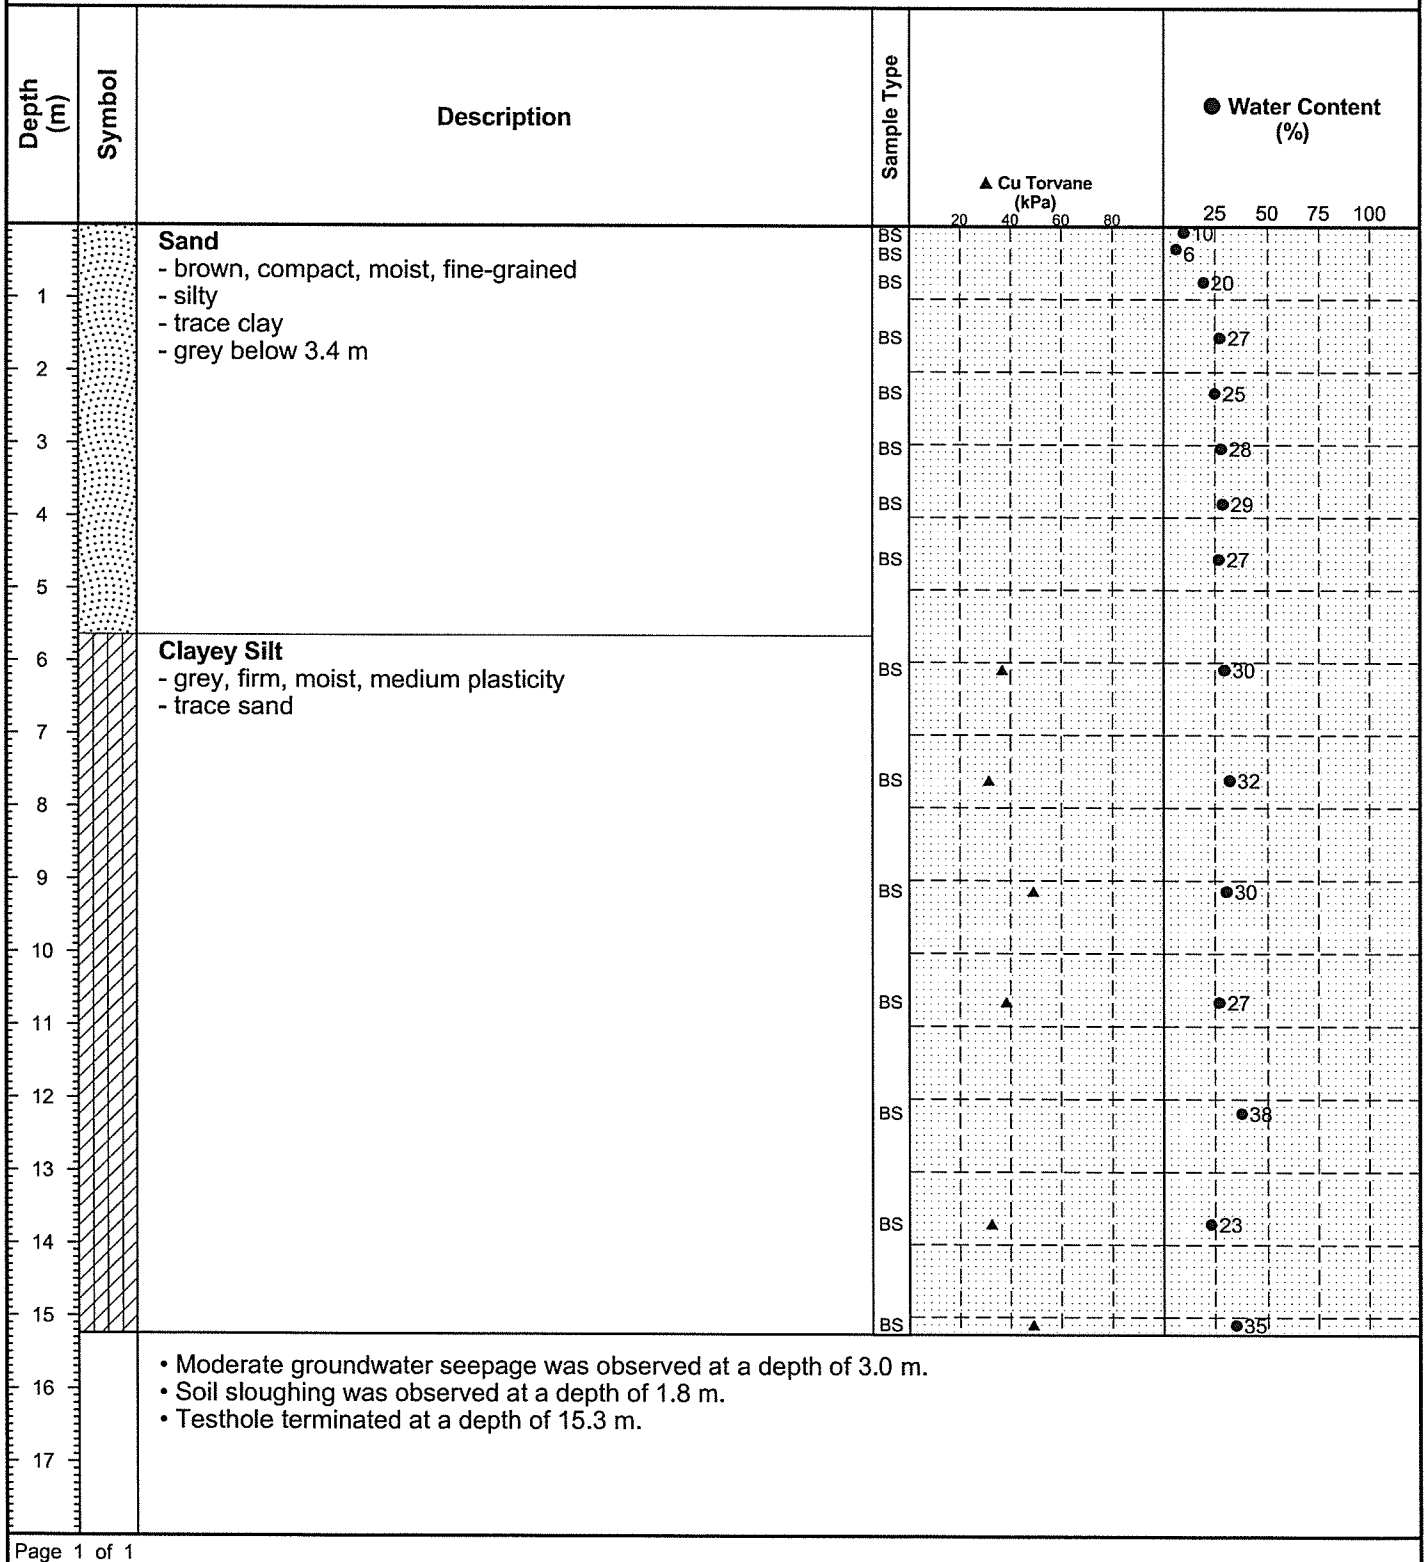 Depth
(m)
Symbol
Description
Sample Type
▲ Cu Torvane
(kPa)
20 40 60 80
● Water Content
(%)
25 50 75 100
Sand
- brown, compact, moist, fine-grained
- silty
- trace clay
- grey below 3.4 m
BS 10
BS 6
BS 20
1
BS 27
2
BS 25
3
BS 28
BS 29
4
BS 27
5
Clayey Silt
- grey, firm, moist, medium plasticity
- trace sand
6
BS 30
7
BS 32
8
9
BS 30
10
BS 27
11
12
BS 38
13
BS 23
14
15
BS 35
• Moderate groundwater seepage was observed at a depth of 3.0 m.
• Soil sloughing was observed at a depth of 1.8 m.
• Testhole terminated at a depth of 15.3 m.
16
17
Page 1 of 1